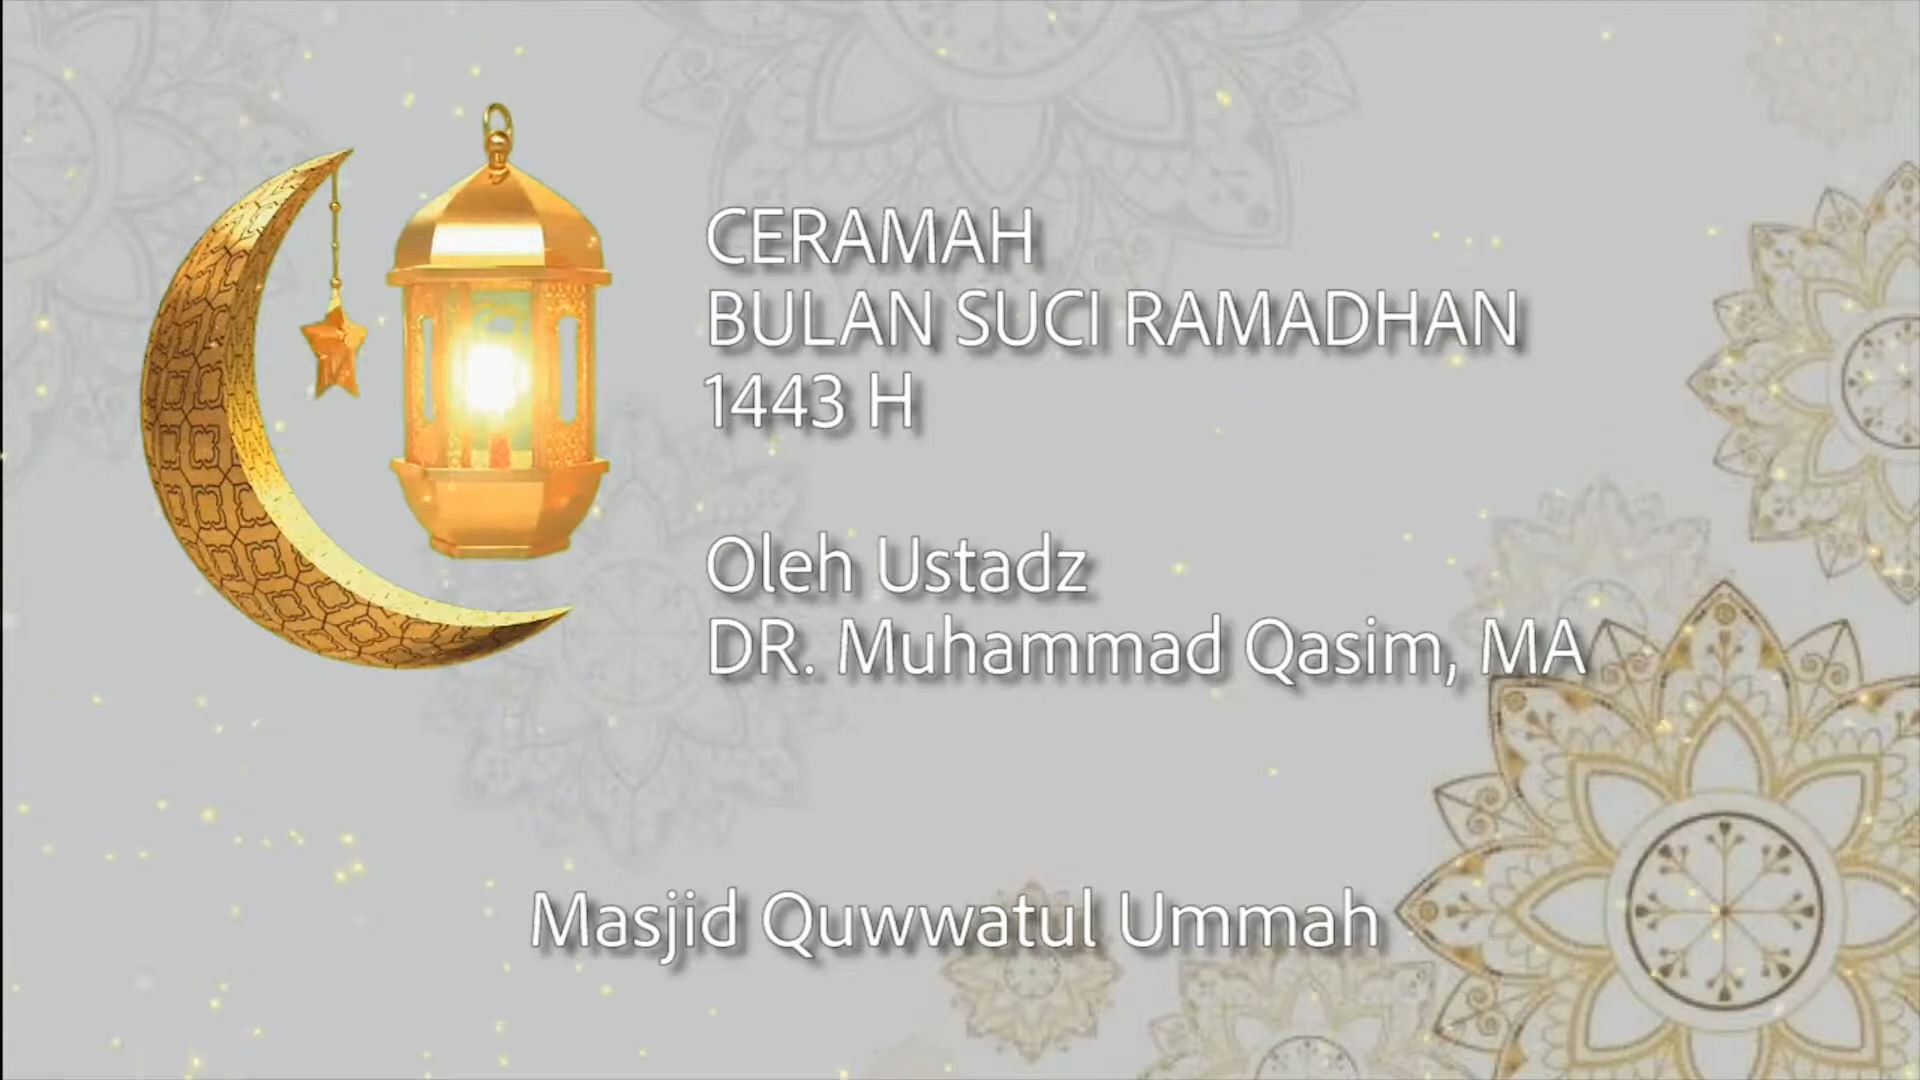 CERAMAH
BULAN SUCI RAMADHAN
1443 H
Oleh Ustadz
DR. Muhammad Qasim, MA
Masjid Quwwatul Ummah